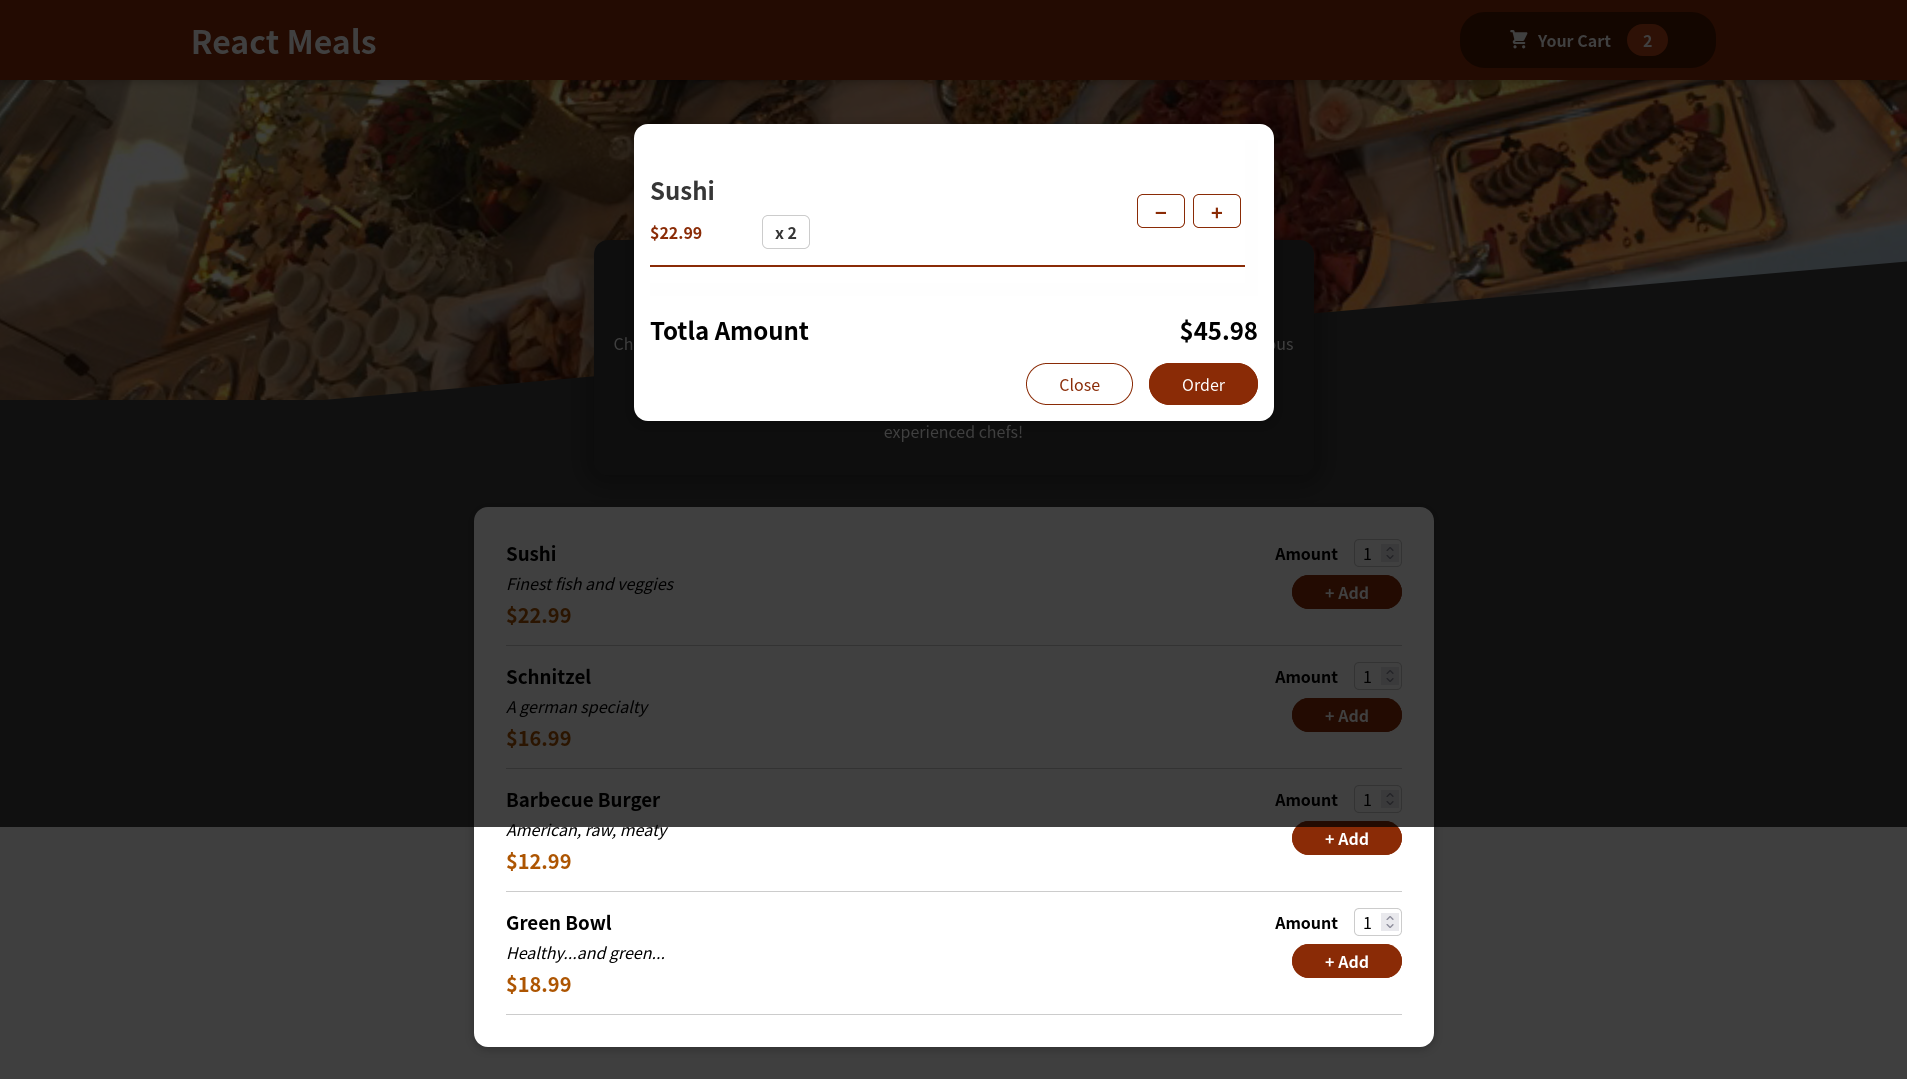 React Meals
Your Cart 2
Sushi
$22.99 x 2
− +
Totla Amount $45.98
Close Order
experienced chefs!
Sushi
Finest fish and veggies
$22.99
Amount 1
+ Add
Schnitzel
A german specialty
$16.99
Amount 1
+ Add
Barbecue Burger
American, raw, meaty
$12.99
Amount 1
+ Add
Green Bowl
Healthy...and green...
$18.99
Amount 1
+ Add